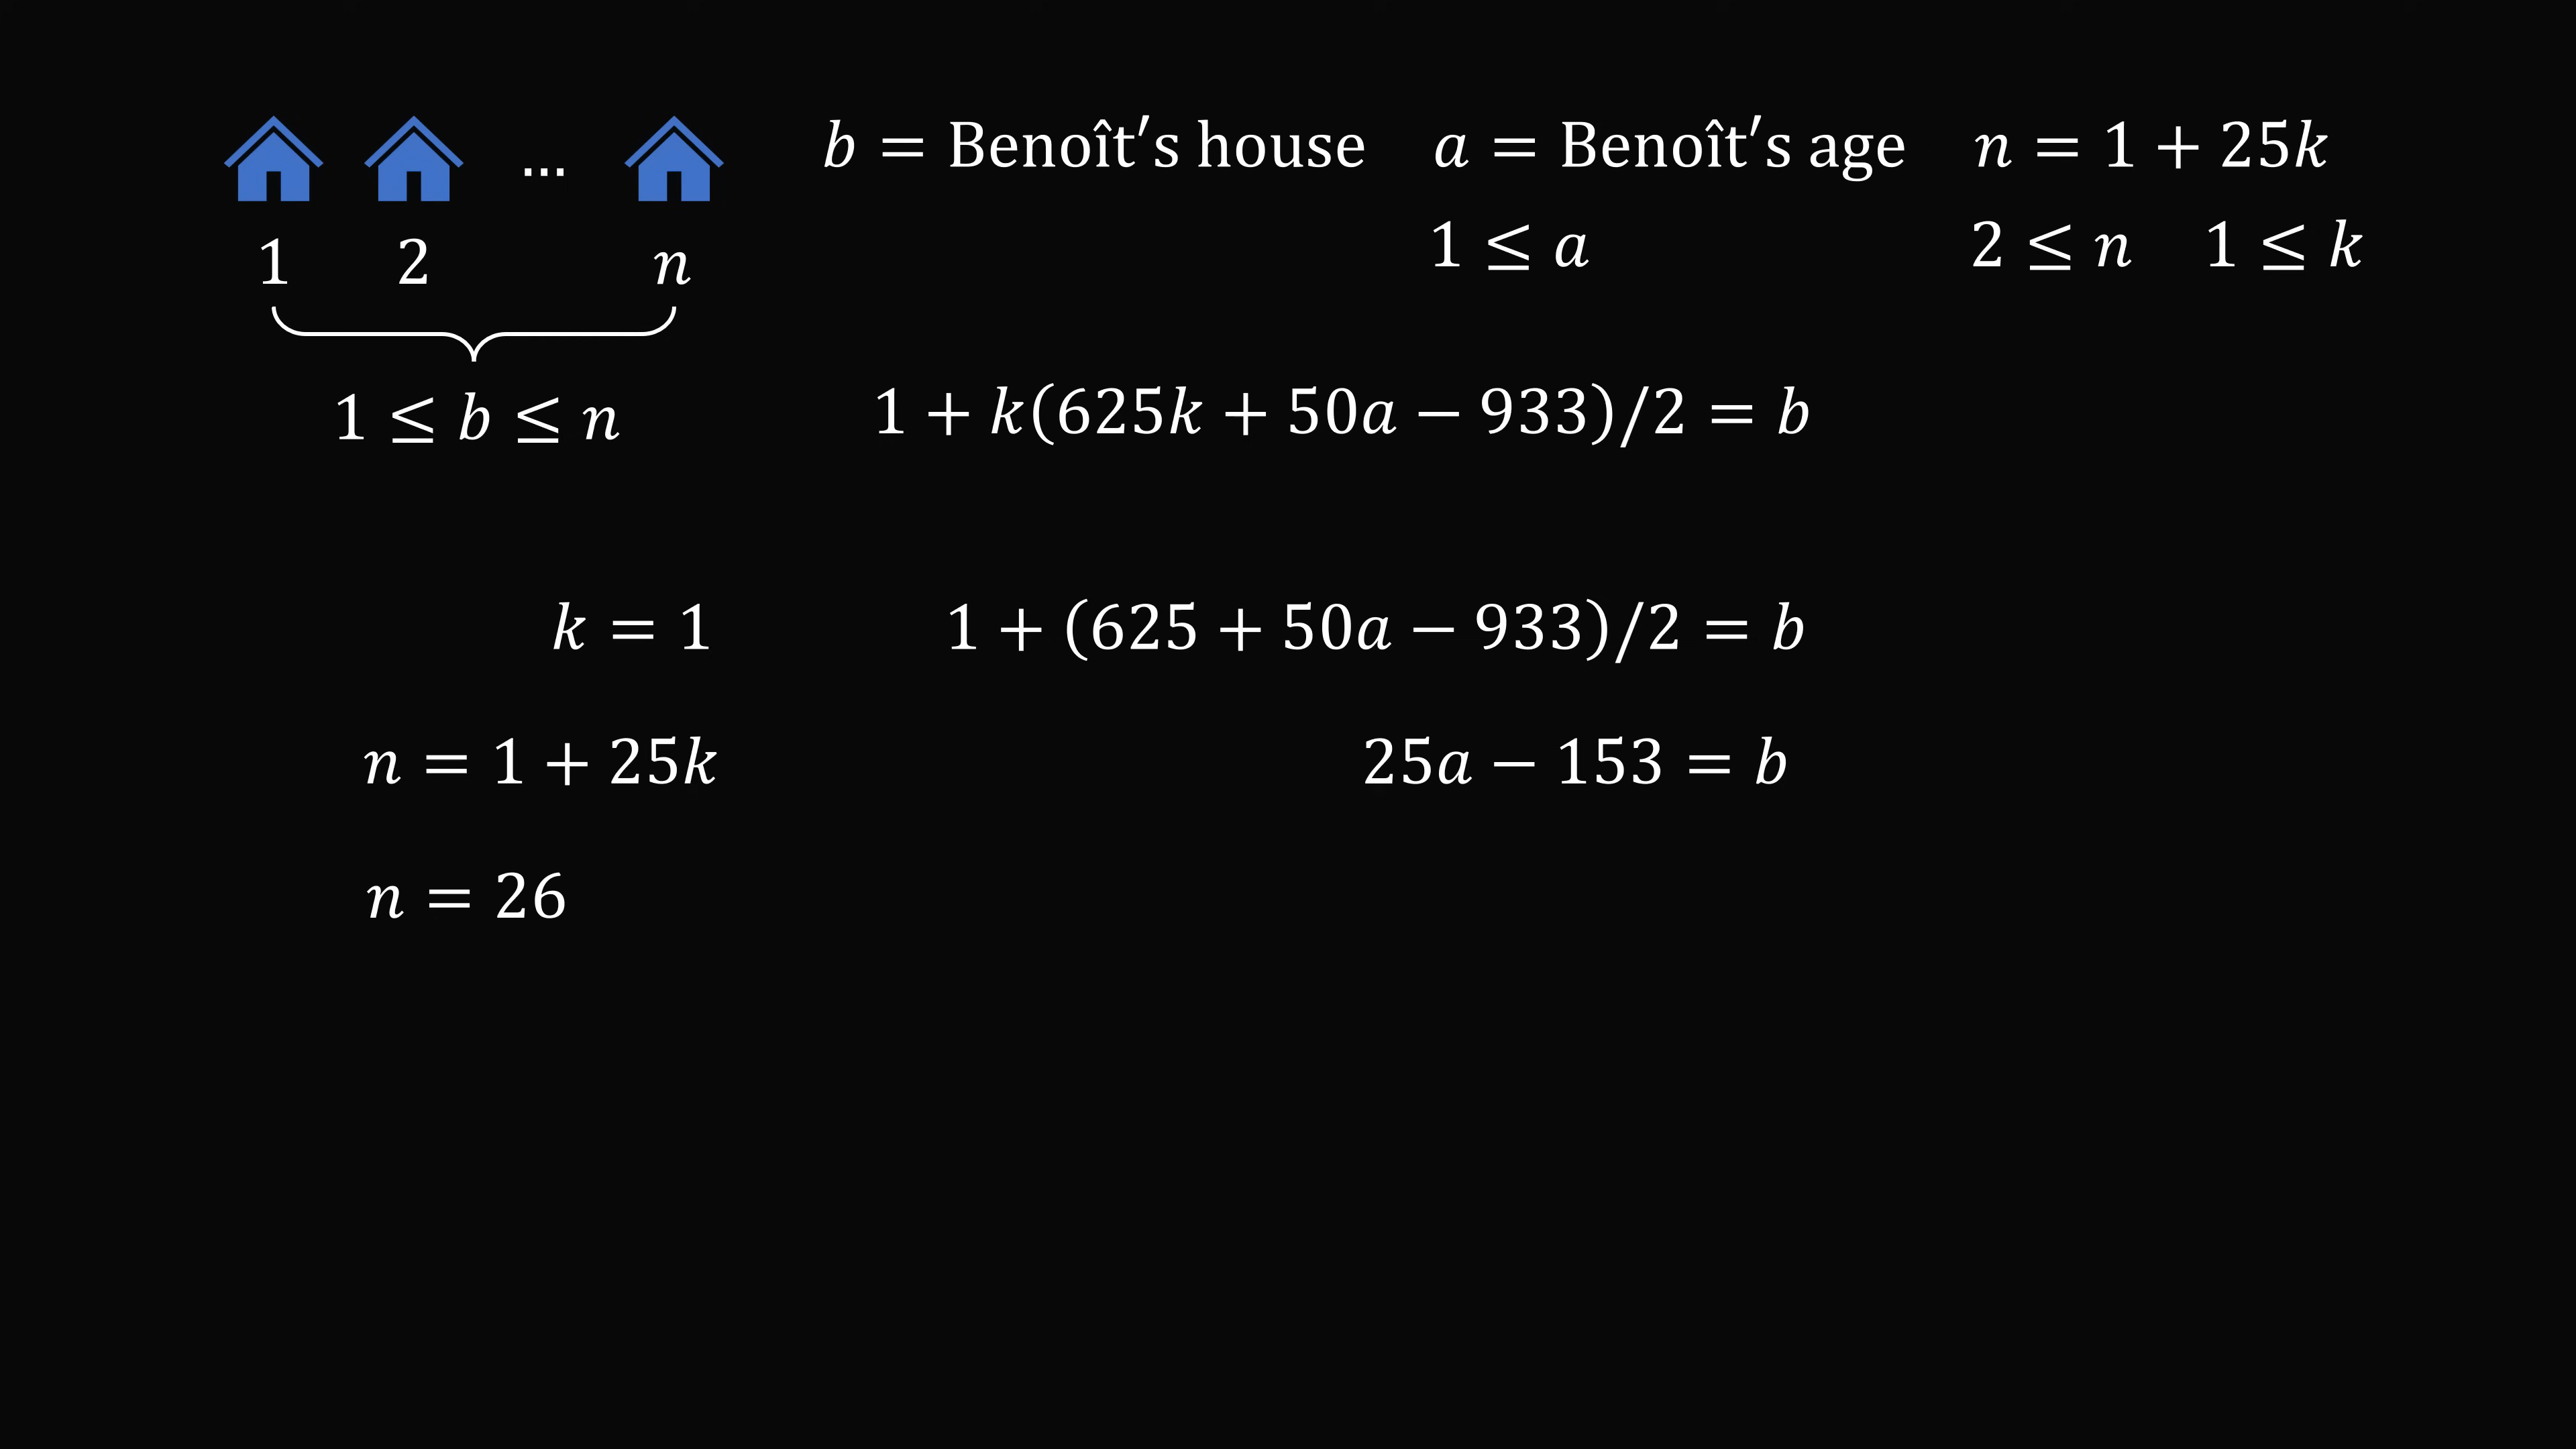 b = Benoît′s house a = Benoît′s age n = 1 + 25k
...
1 ≤ a 2 ≤ n 1 ≤ k
1 2 n
1 ≤ b ≤ n
1 + k(625k + 50a − 933)/2 = b
k = 1
1 + (625 + 50a − 933)/2 = b
n = 1 + 25k
25a − 153 = b
n = 26